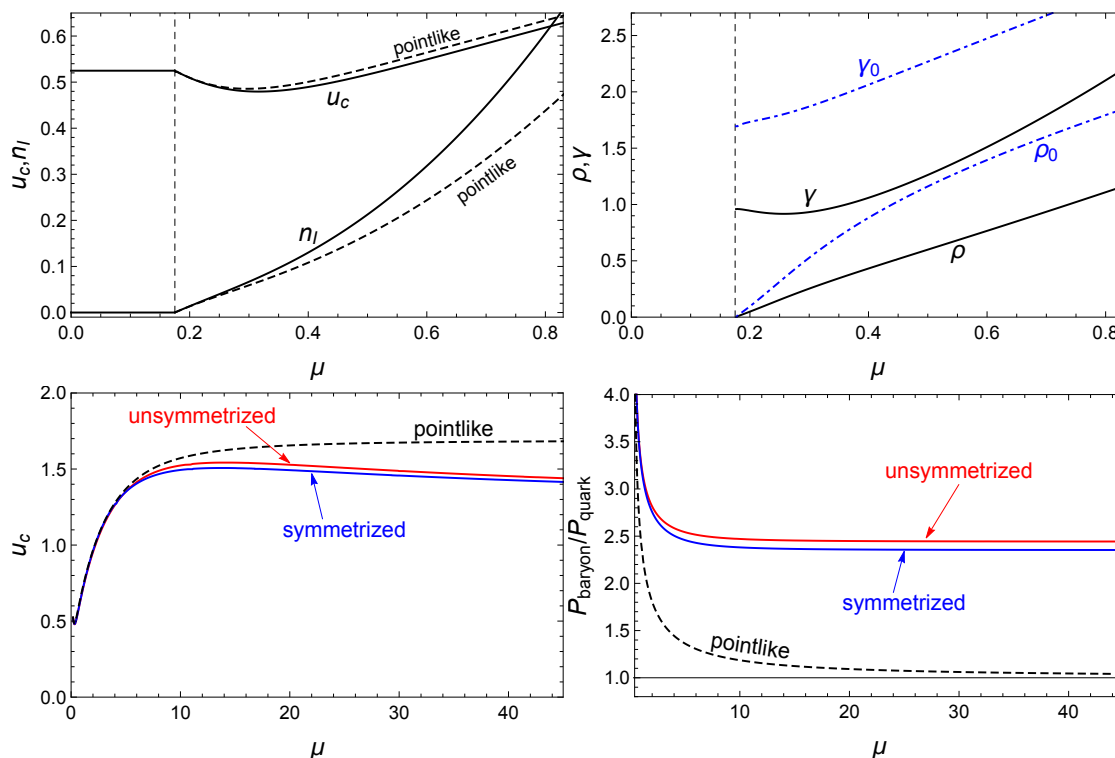 0.6
0.5
0.4
0.3
0.2
0.1
0.0
u_c, n_I
pointlike
u_c
pointlike
n_I
0.0 0.2 0.4 0.6 0.8
μ
2.5
2.0
1.5
1.0
0.5
0.0
ρ, γ
γ_0
ρ_0
γ
ρ
0.0 0.2 0.4 0.6 0.8
μ
2.0
1.5
1.0
0.5
0.0
u_c
unsymmetrized
pointlike
symmetrized
0 10 20 30 40
μ
4.0
3.5
3.0
2.5
2.0
1.5
1.0
P_baryon/P_quark
unsymmetrized
symmetrized
pointlike
10 20 30 40
μ